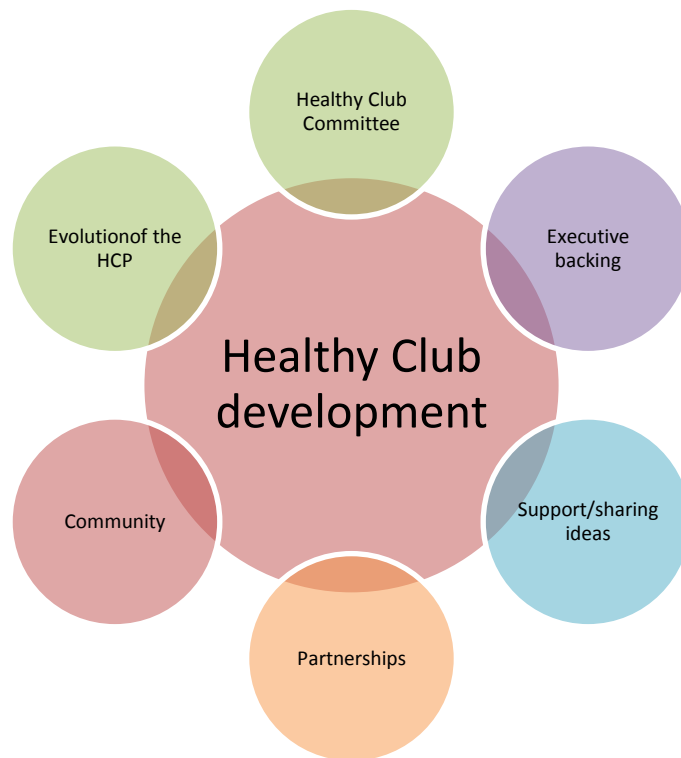 Healthy Club
Committee
Executive
backing
Support/sharing
ideas
Partnerships
Community
Evolutionof the
HCP
Healthy Club
development